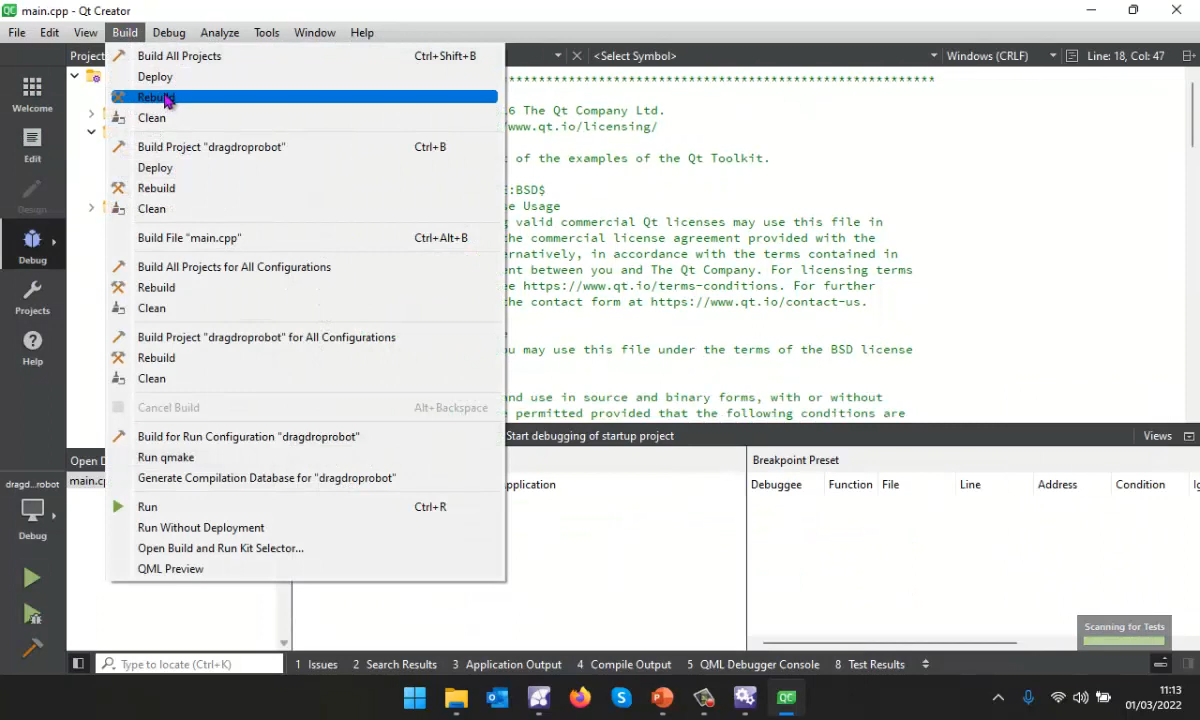 main.cpp - Qt Creator
File Edit View Build Debug Analyze Tools Window Help
Project
<Select Symbol>
Windows (CRLF)
Line: 18, Col: 47
Welcome
Edit
Design
Debug
Projects
Help
dragd...robot
Debug
Build All Projects Ctrl+Shift+B
Deploy
Rebuild
Clean
Build Project "dragdroprobot" Ctrl+B
Deploy
Rebuild
Clean
Build File "main.cpp" Ctrl+Alt+B
Build All Projects for All Configurations
Rebuild
Clean
Build Project "dragdroprobot" for All Configurations
Rebuild
Clean
Cancel Build Alt+Backspace
Build for Run Configuration "dragdroprobot"
Run qmake
Generate Compilation Database for "dragdroprobot"
Run Ctrl+R
Run Without Deployment
Open Build and Run Kit Selector...
QML Preview
******************************************************
.6 The Qt Company Ltd.
/www.qt.io/licensing/
of the examples of the Qt Toolkit.
E:BSD$
se Usage
g valid commercial Qt licenses may use this file in
the commercial license agreement provided with the
ernatively, in accordance with the terms contained in
ent between you and The Qt Company. For licensing terms
ee https://www.qt.io/terms-conditions. For further
the contact form at https://www.qt.io/contact-us.
ou may use this file under the terms of the BSD license
and use in source and binary forms, with or without
permitted provided that the following conditions are
Start debugging of startup project
Views
Open D
main.cp
pplication
Breakpoint Preset
Debuggee Function File Line Address Condition Ig
Scanning for Tests
Type to locate (Ctrl+K)
1 Issues 2 Search Results 3 Application Output 4 Compile Output 5 QML Debugger Console 8 Test Results
11:13
01/03/2022